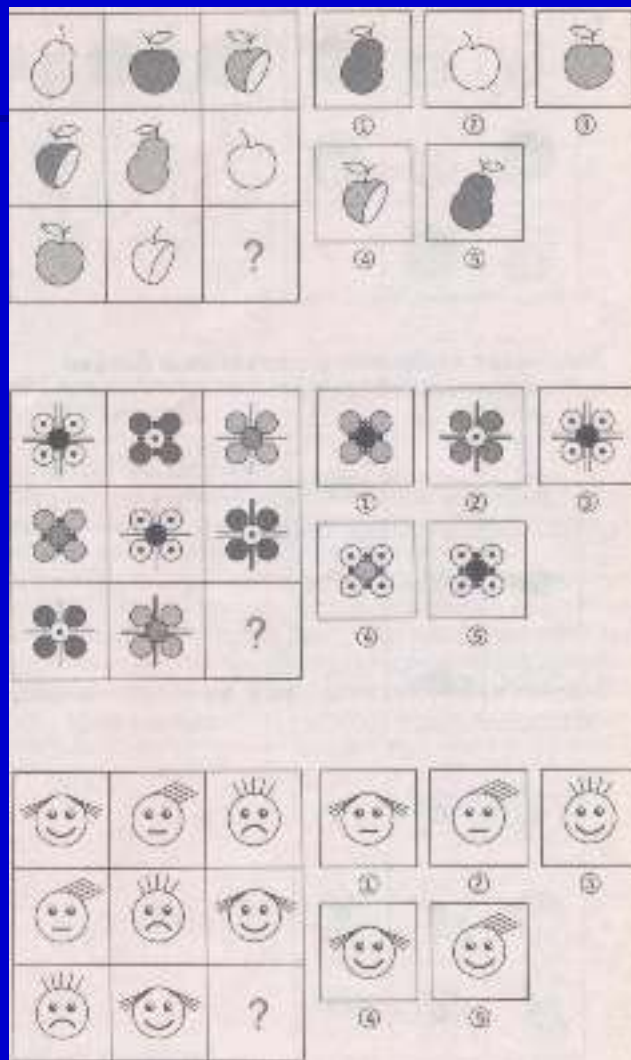 ① ② ③
? ④ ⑤
① ② ③
? ④ ⑤
① ② ③
? ④ ⑤